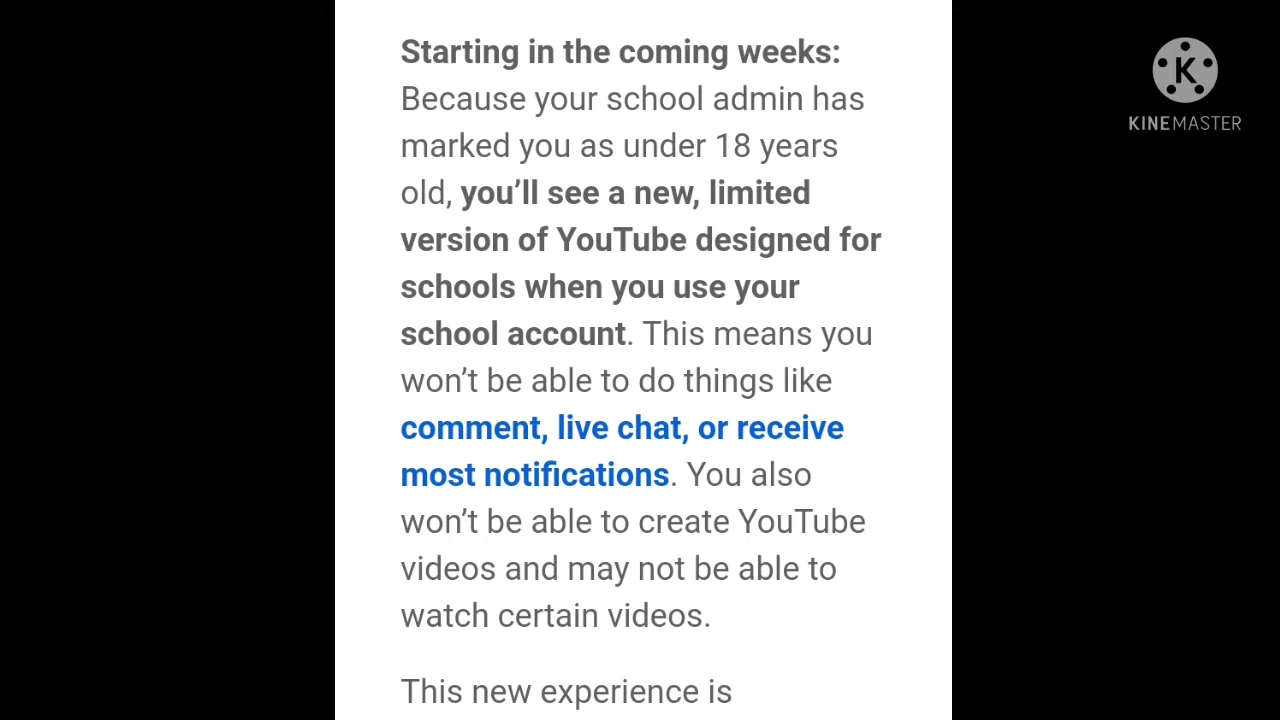 Starting in the coming weeks:
Because your school admin has
marked you as under 18 years
old, you’ll see a new, limited
version of YouTube designed for
schools when you use your
school account. This means you
won’t be able to do things like
comment, live chat, or receive
most notifications. You also
won’t be able to create YouTube
videos and may not be able to
watch certain videos.
This new experience is
K
KINEMASTER